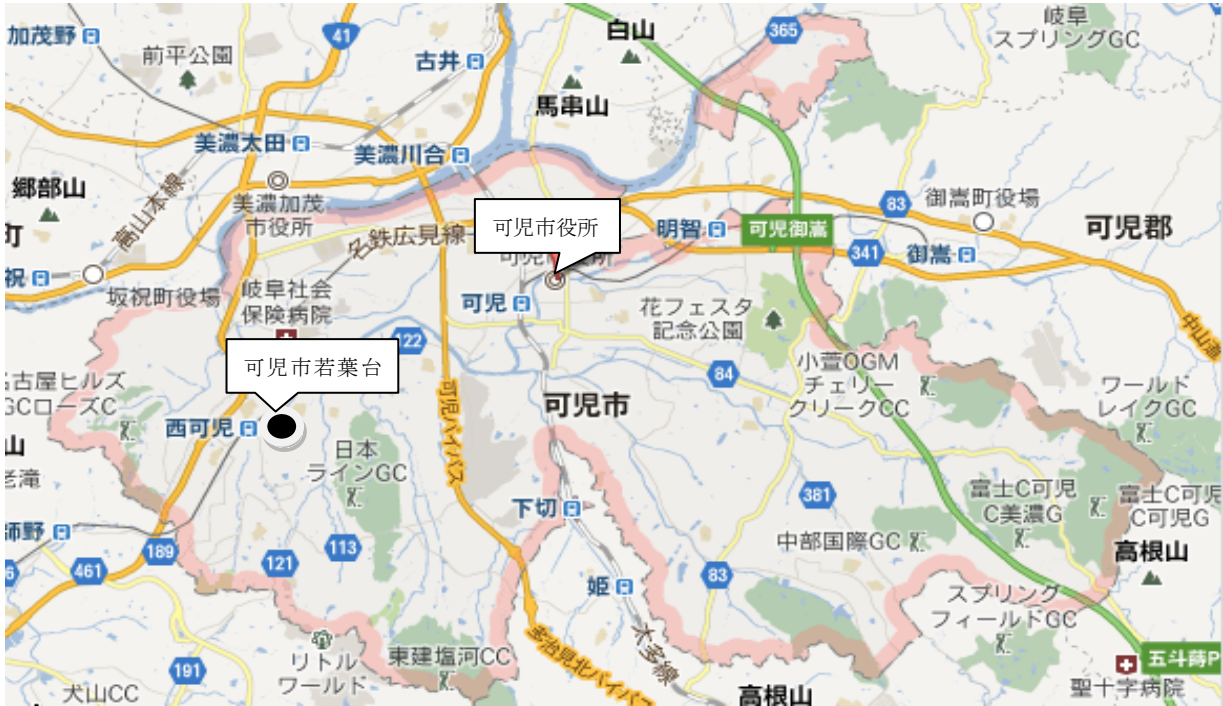 加茂野
41
前平公園
古井
白山
365
岐阜
スプリングGC
馬串山
美濃太田
美濃川合
郷部山
高山本線
美濃加茂
市役所
名鉄広見線
可児市役所
明智
可児御嵩
83
御嵩町役場
可児郡
町
341
御嵩
祝
坂祝町役場
岐阜社会
保険病院
可児
花フェスタ
記念公園
中山道
122
可児市若葉台
84
小萱OGM
チェリー
クリークCC
ワールド
レイクGC
古屋ヒルズ
GCローズC
可児バイパス
可児市
西可児
日本
ラインGC
山
老滝
381
富士C可児
C美濃G
富士C可児
C可児G
下切
師野
189
461
121
113
中部国際GC
高根山
姫
83
スプリング
フィールドGC
リトル
ワールド
東建塩河CC
多治見北バイパス
太多線
191
犬山CC
高根山
五斗蒔P
聖十字病院